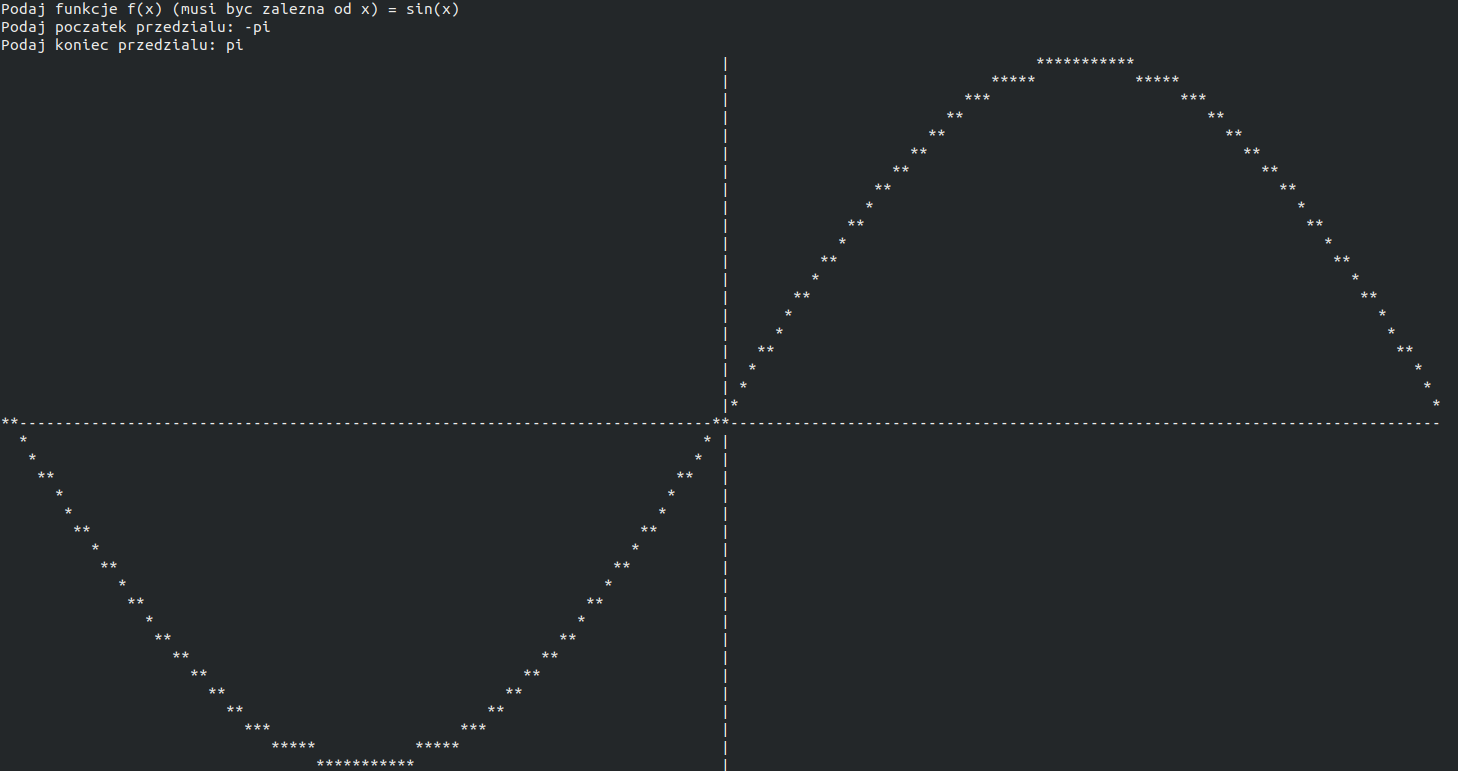 Podaj funkcje f(x) (musi byc zalezna od x) = sin(x)
Podaj poczatek przedzialu: -pi
Podaj koniec przedzialu: pi